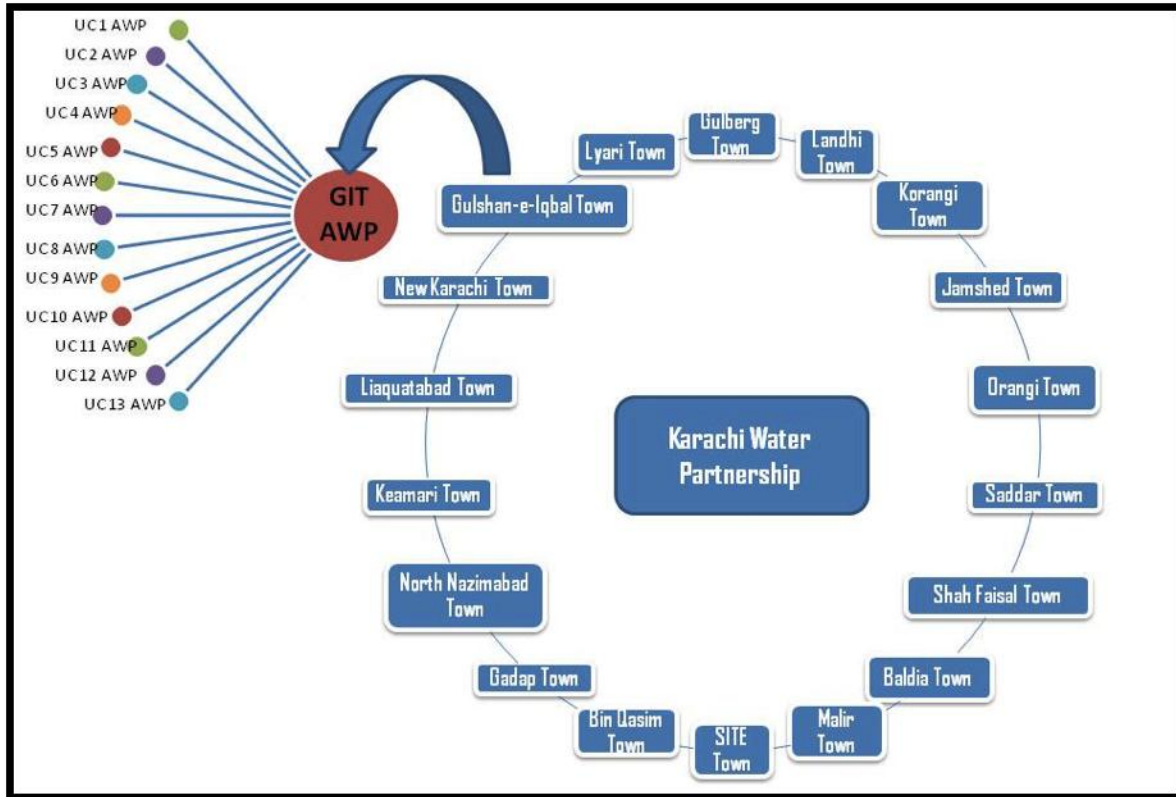 UC1 AWP
UC2 AWP
UC3 AWP
UC4 AWP
UC5 AWP
UC6 AWP
UC7 AWP
UC8 AWP
UC9 AWP
UC10 AWP
UC11 AWP
UC12 AWP
UC13 AWP
GIT
AWP
Gulberg
Town
Landhi
Town
Korangi
Town
Jamshed Town
Orangi Town
Saddar Town
Shah Faisal Town
Baldia Town
Malir
Town
SITE
Town
Bin Qasim
Town
Gadap Town
North Nazimabad
Town
Keamari Town
Liaquatabad Town
New Karachi Town
Gulshan-e-Iqbal Town
Lyari Town
Karachi Water
Partnership